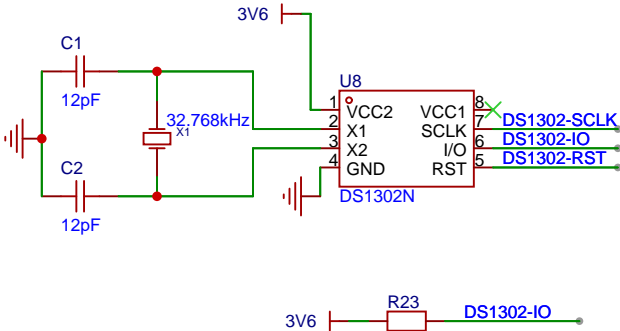 3V6
C1
12pF
32.768kHz
X1
C2
12pF
U8
1 VCC2 VCC1 8
2 X1 SCLK 7 DS1302-SCLK
3 X2 I/O 6 DS1302-IO
4 GND RST 5 DS1302-RST
DS1302N
3V6
R23
DS1302-IO